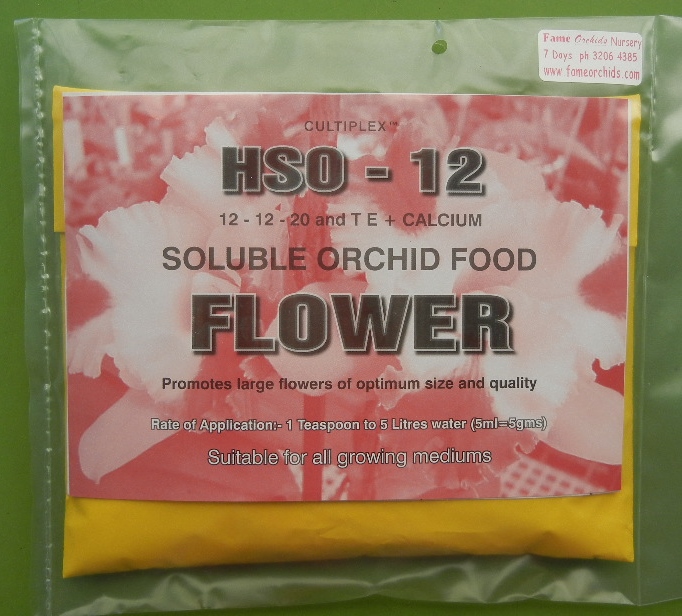 Fame Orchids Nursery
7 Days ph 3206 4385
www.fameorchids.com
CULTIPLEX™
HSO - 12
12 - 12 - 20 and T E + CALCIUM
SOLUBLE ORCHID FOOD
FLOWER
Promotes large flowers of optimum size and quality
Rate of Application:- 1 Teaspoon to 5 Litres water (5ml=5gms)
Suitable for all growing mediums